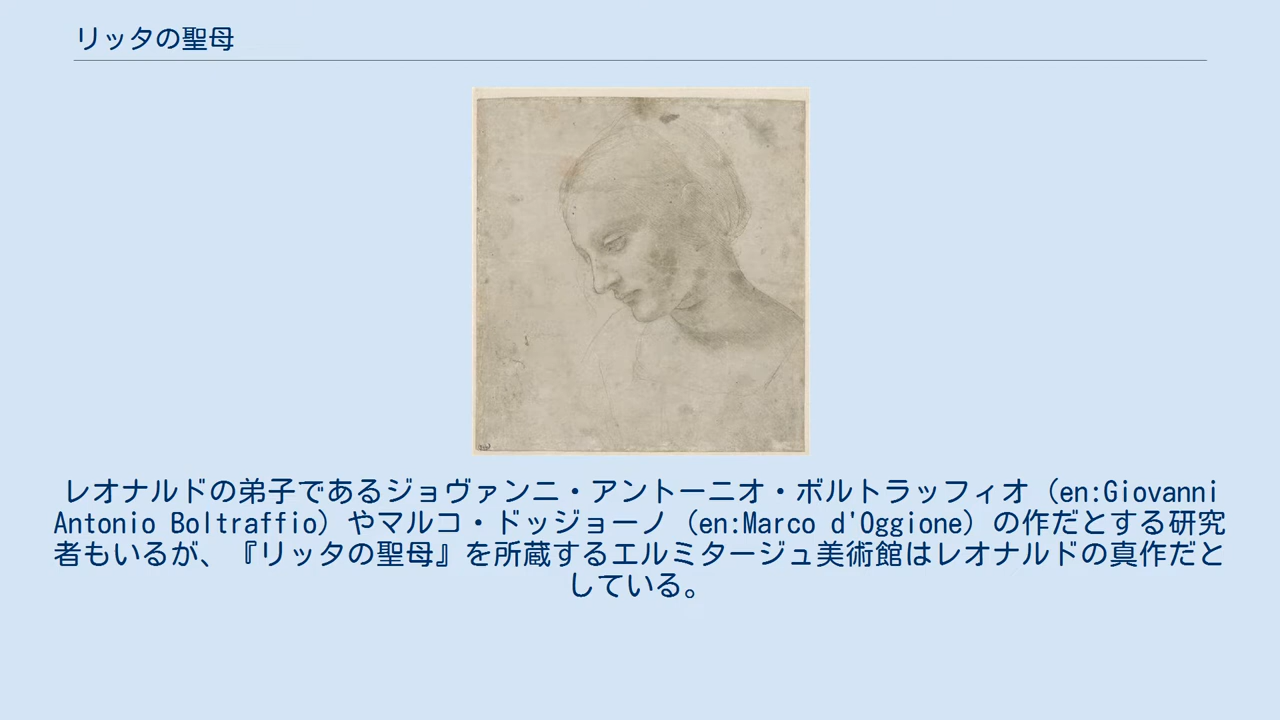 リッタの聖母
レオナルドの弟子であるジョヴァンニ・アントーニオ・ボルトラッフィオ（en:Giovanni
Antonio Boltraffio）やマルコ・ドッジョーノ（en:Marco d'Oggione）の作だとする研究
者もいるが、『リッタの聖母』を所蔵するエルミタージュ美術館はレオナルドの真作だと
している。